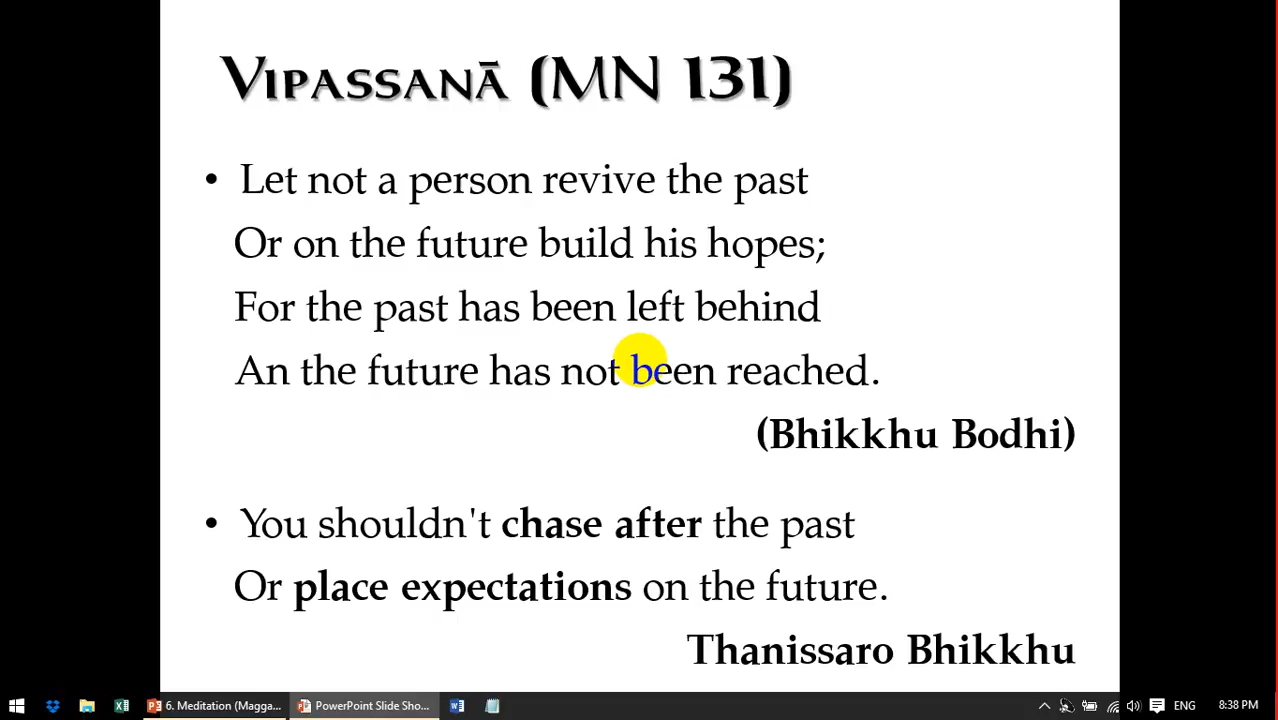 Vipassanā (MN 131)
• Let not a person revive the past
Or on the future build his hopes;
For the past has been left behind
An the future has not been reached.
(Bhikkhu Bodhi)
• You shouldn't chase after the past
Or place expectations on the future.
Thanissaro Bhikkhu
6. Meditation (Magga...
PowerPoint Slide Sho...
ENG
8:38 PM